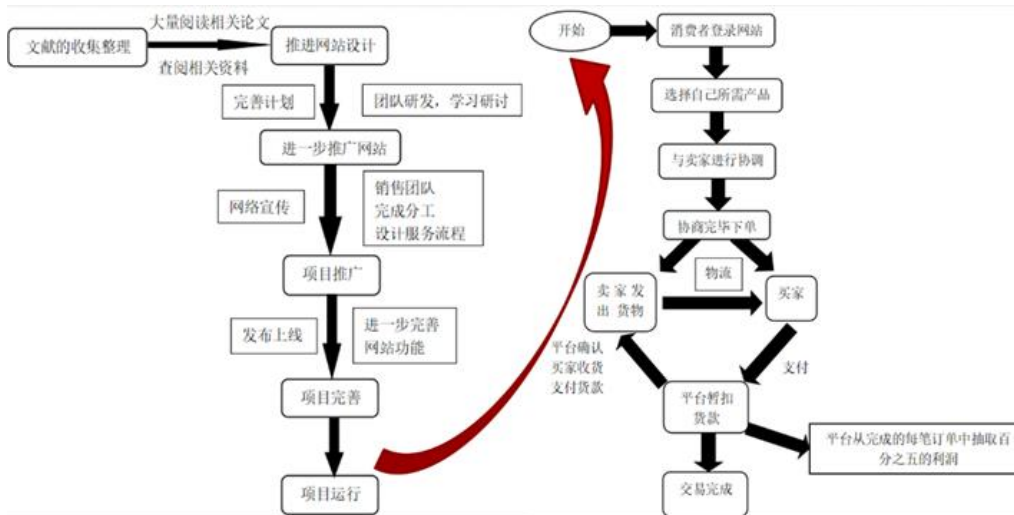 大量阅读相关论文
文献的收集整理
查阅相关资料
推进网站设计
完善计划
团队研发，学习研讨
进一步推广网站
网络宣传
销售团队
完成分工
设计服务流程
项目推广
发布上线
进一步完善
网站功能
项目完善
项目运行
开始
消费者登录网站
选择自己所需产品
与卖家进行协调
协商完毕下单
物流
卖家发
出 货物
买家
平台确认
买家收货
支付货款
支付
平台暂扣
货款
平台从完成的每笔订单中抽取百
分之五的利润
交易完成